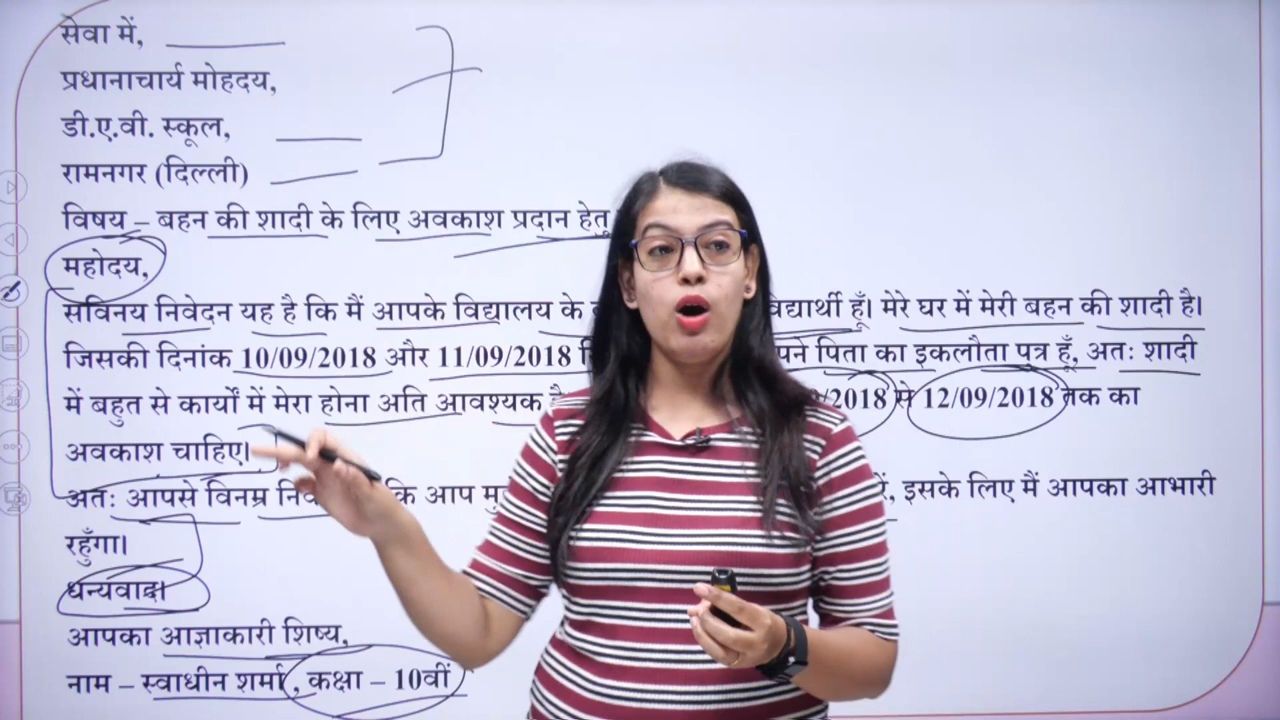 सेवा में,
प्रधानाचार्य मोहदय,
डी.ए.वी. स्कूल,
रामनगर (दिल्ली)
विषय – बहन की शादी के लिए अवकाश प्रदान हेतु
महोदय,
सविनय निवेदन यह है कि मैं आपके विद्यालय के हूँ। मेरे घर में मेरी बहन की शादी है।
जिसकी दिनांक 10/09/2018 और 11/09/2018 पिता का इकलौता पुत्र हूँ, अतः शादी
में बहुत से कार्यों में मेरा होना अति आवश्यक से 12/09/2018 तक का
अवकाश चाहिए।
अतः आपसे विनम्र कि आप इसके लिए मैं आपका आभारी
रहुँगा।
धन्यवाद।
आपका आज्ञाकारी शिष्य,
नाम – स्वाधीन शर्मा , कक्षा – 10वीं